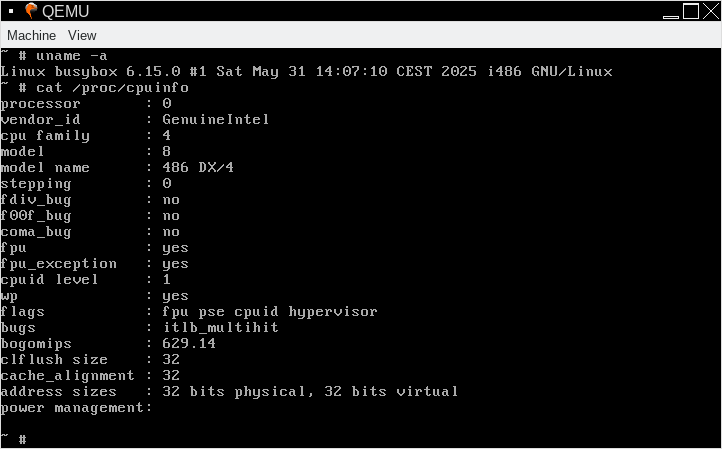 QEMU
Machine View
~ # uname -a
Linux busybox 6.15.0 #1 Sat May 31 14:07:10 CEST 2025 i486 GNU/Linux
~ # cat /proc/cpuinfo
processor : 0
vendor_id : GenuineIntel
cpu family : 4
model : 8
model name : 486 DX/4
stepping : 0
fdiv_bug : no
f00f_bug : no
coma_bug : no
fpu : yes
fpu_exception : yes
cpuid level : 1
wp : yes
flags : fpu pse cpuid hypervisor
bugs : itlb_multihit
bogomips : 629.14
clflush size : 32
cache_alignment : 32
address sizes : 32 bits physical, 32 bits virtual
power management:
~ #